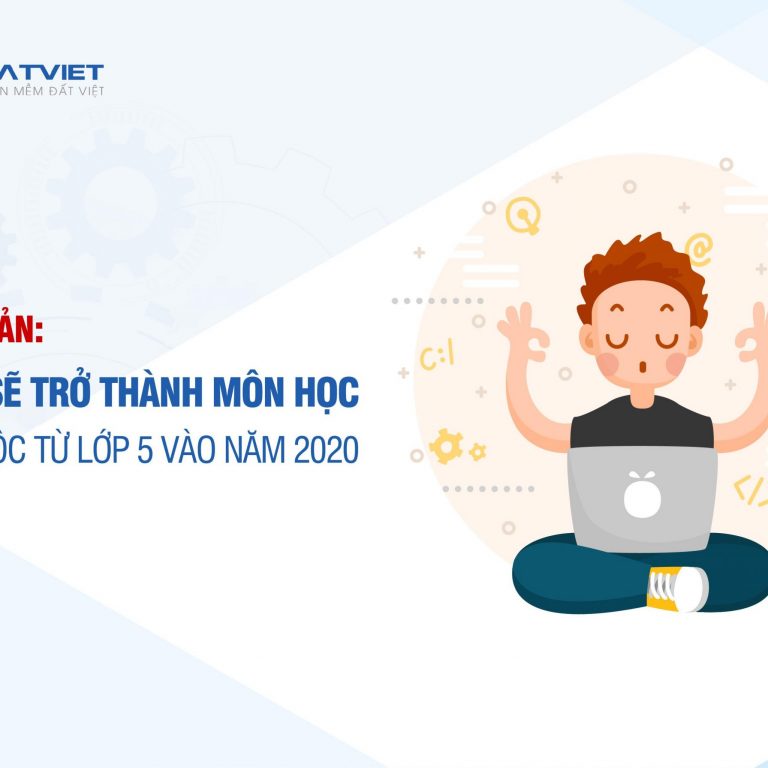 ATVIET
N MỀM ĐẤT VIỆT
ẢN:
SẼ TRỞ THÀNH MÔN HỌC
ỘC TỪ LỚP 5 VÀO NĂM 2020
@
C:\
</>